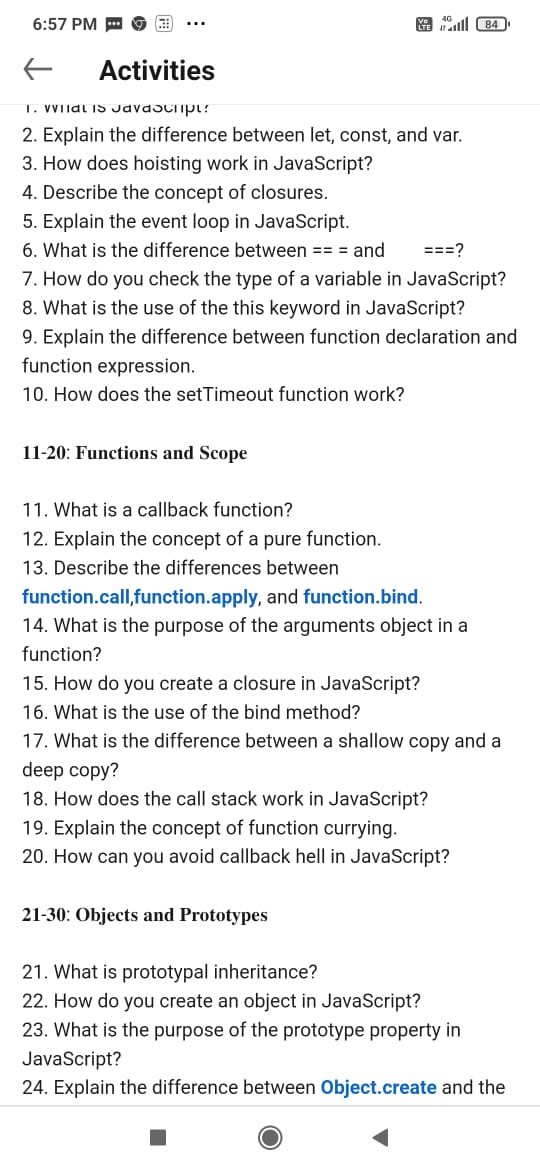 6:57 PM ...
Vo LTE 4G 84
Activities
1. What is JavaScript?
2. Explain the difference between let, const, and var.
3. How does hoisting work in JavaScript?
4. Describe the concept of closures.
5. Explain the event loop in JavaScript.
6. What is the difference between == = and ===?
7. How do you check the type of a variable in JavaScript?
8. What is the use of the this keyword in JavaScript?
9. Explain the difference between function declaration and
function expression.
10. How does the setTimeout function work?
11-20: Functions and Scope
11. What is a callback function?
12. Explain the concept of a pure function.
13. Describe the differences between
function.call,function.apply, and function.bind.
14. What is the purpose of the arguments object in a
function?
15. How do you create a closure in JavaScript?
16. What is the use of the bind method?
17. What is the difference between a shallow copy and a
deep copy?
18. How does the call stack work in JavaScript?
19. Explain the concept of function currying.
20. How can you avoid callback hell in JavaScript?
21-30: Objects and Prototypes
21. What is prototypal inheritance?
22. How do you create an object in JavaScript?
23. What is the purpose of the prototype property in
JavaScript?
24. Explain the difference between Object.create and the